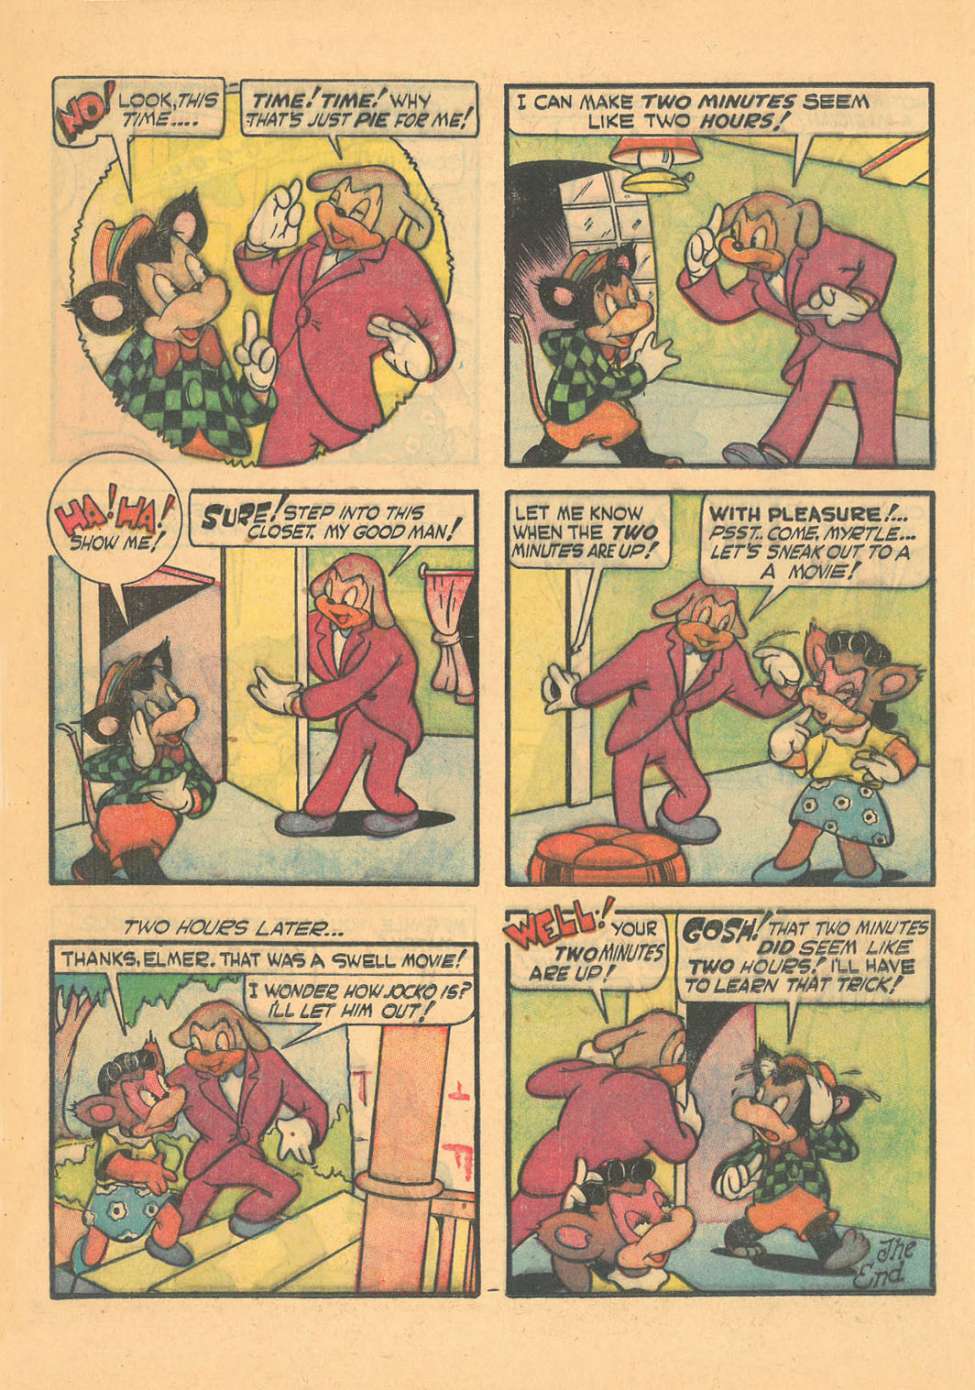 NO! LOOK, THIS
TIME....
TIME! TIME! WHY
THAT'S JUST PIE FOR ME!
I CAN MAKE TWO MINUTES SEEM
LIKE TWO HOURS!
HA! HA!
SHOW ME!
SURE! STEP INTO THIS
CLOSET, MY GOOD MAN!
LET ME KNOW
WHEN THE TWO
MINUTES ARE UP!
WITH PLEASURE!...
PSST.. COME, MYRTLE...
LET'S SNEAK OUT TO A
A MOVIE!
TWO HOURS LATER...
THANKS, ELMER. THAT WAS A SWELL MOVIE!
I WONDER HOW JOCKO IS?
I'LL LET HIM OUT!
WELL! YOUR
TWO MINUTES
ARE UP!
GOSH! THAT TWO MINUTES
DID SEEM LIKE
TWO HOURS! I'LL HAVE
TO LEARN THAT TRICK!
The
End